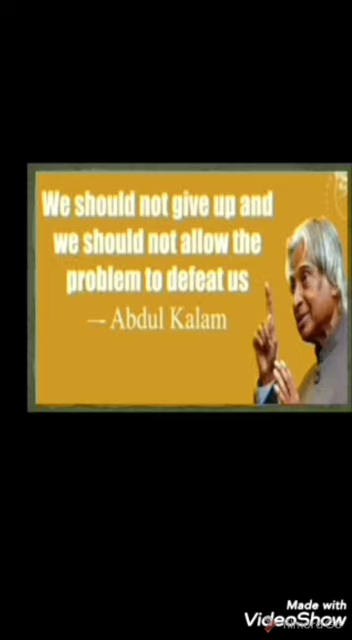 We should not give up and
we should not allow the
problem to defeat us
— Abdul Kalam
Made with
VideoShow